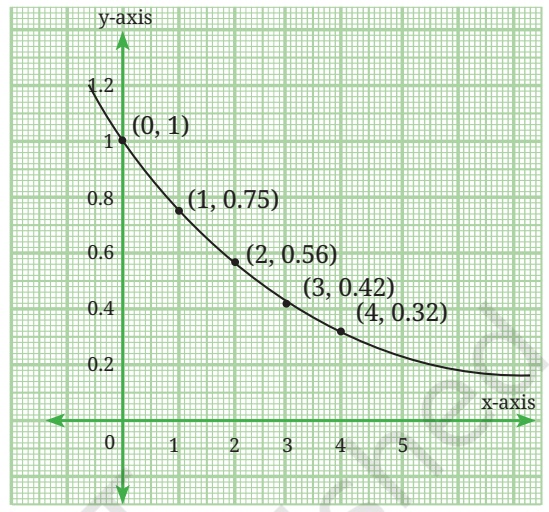 y-axis
1.2
(0, 1)
1
0.8
(1, 0.75)
0.6
(2, 0.56)
(3, 0.42)
0.4
(4, 0.32)
0.2
x-axis
0 1 2 3 4 5
shed